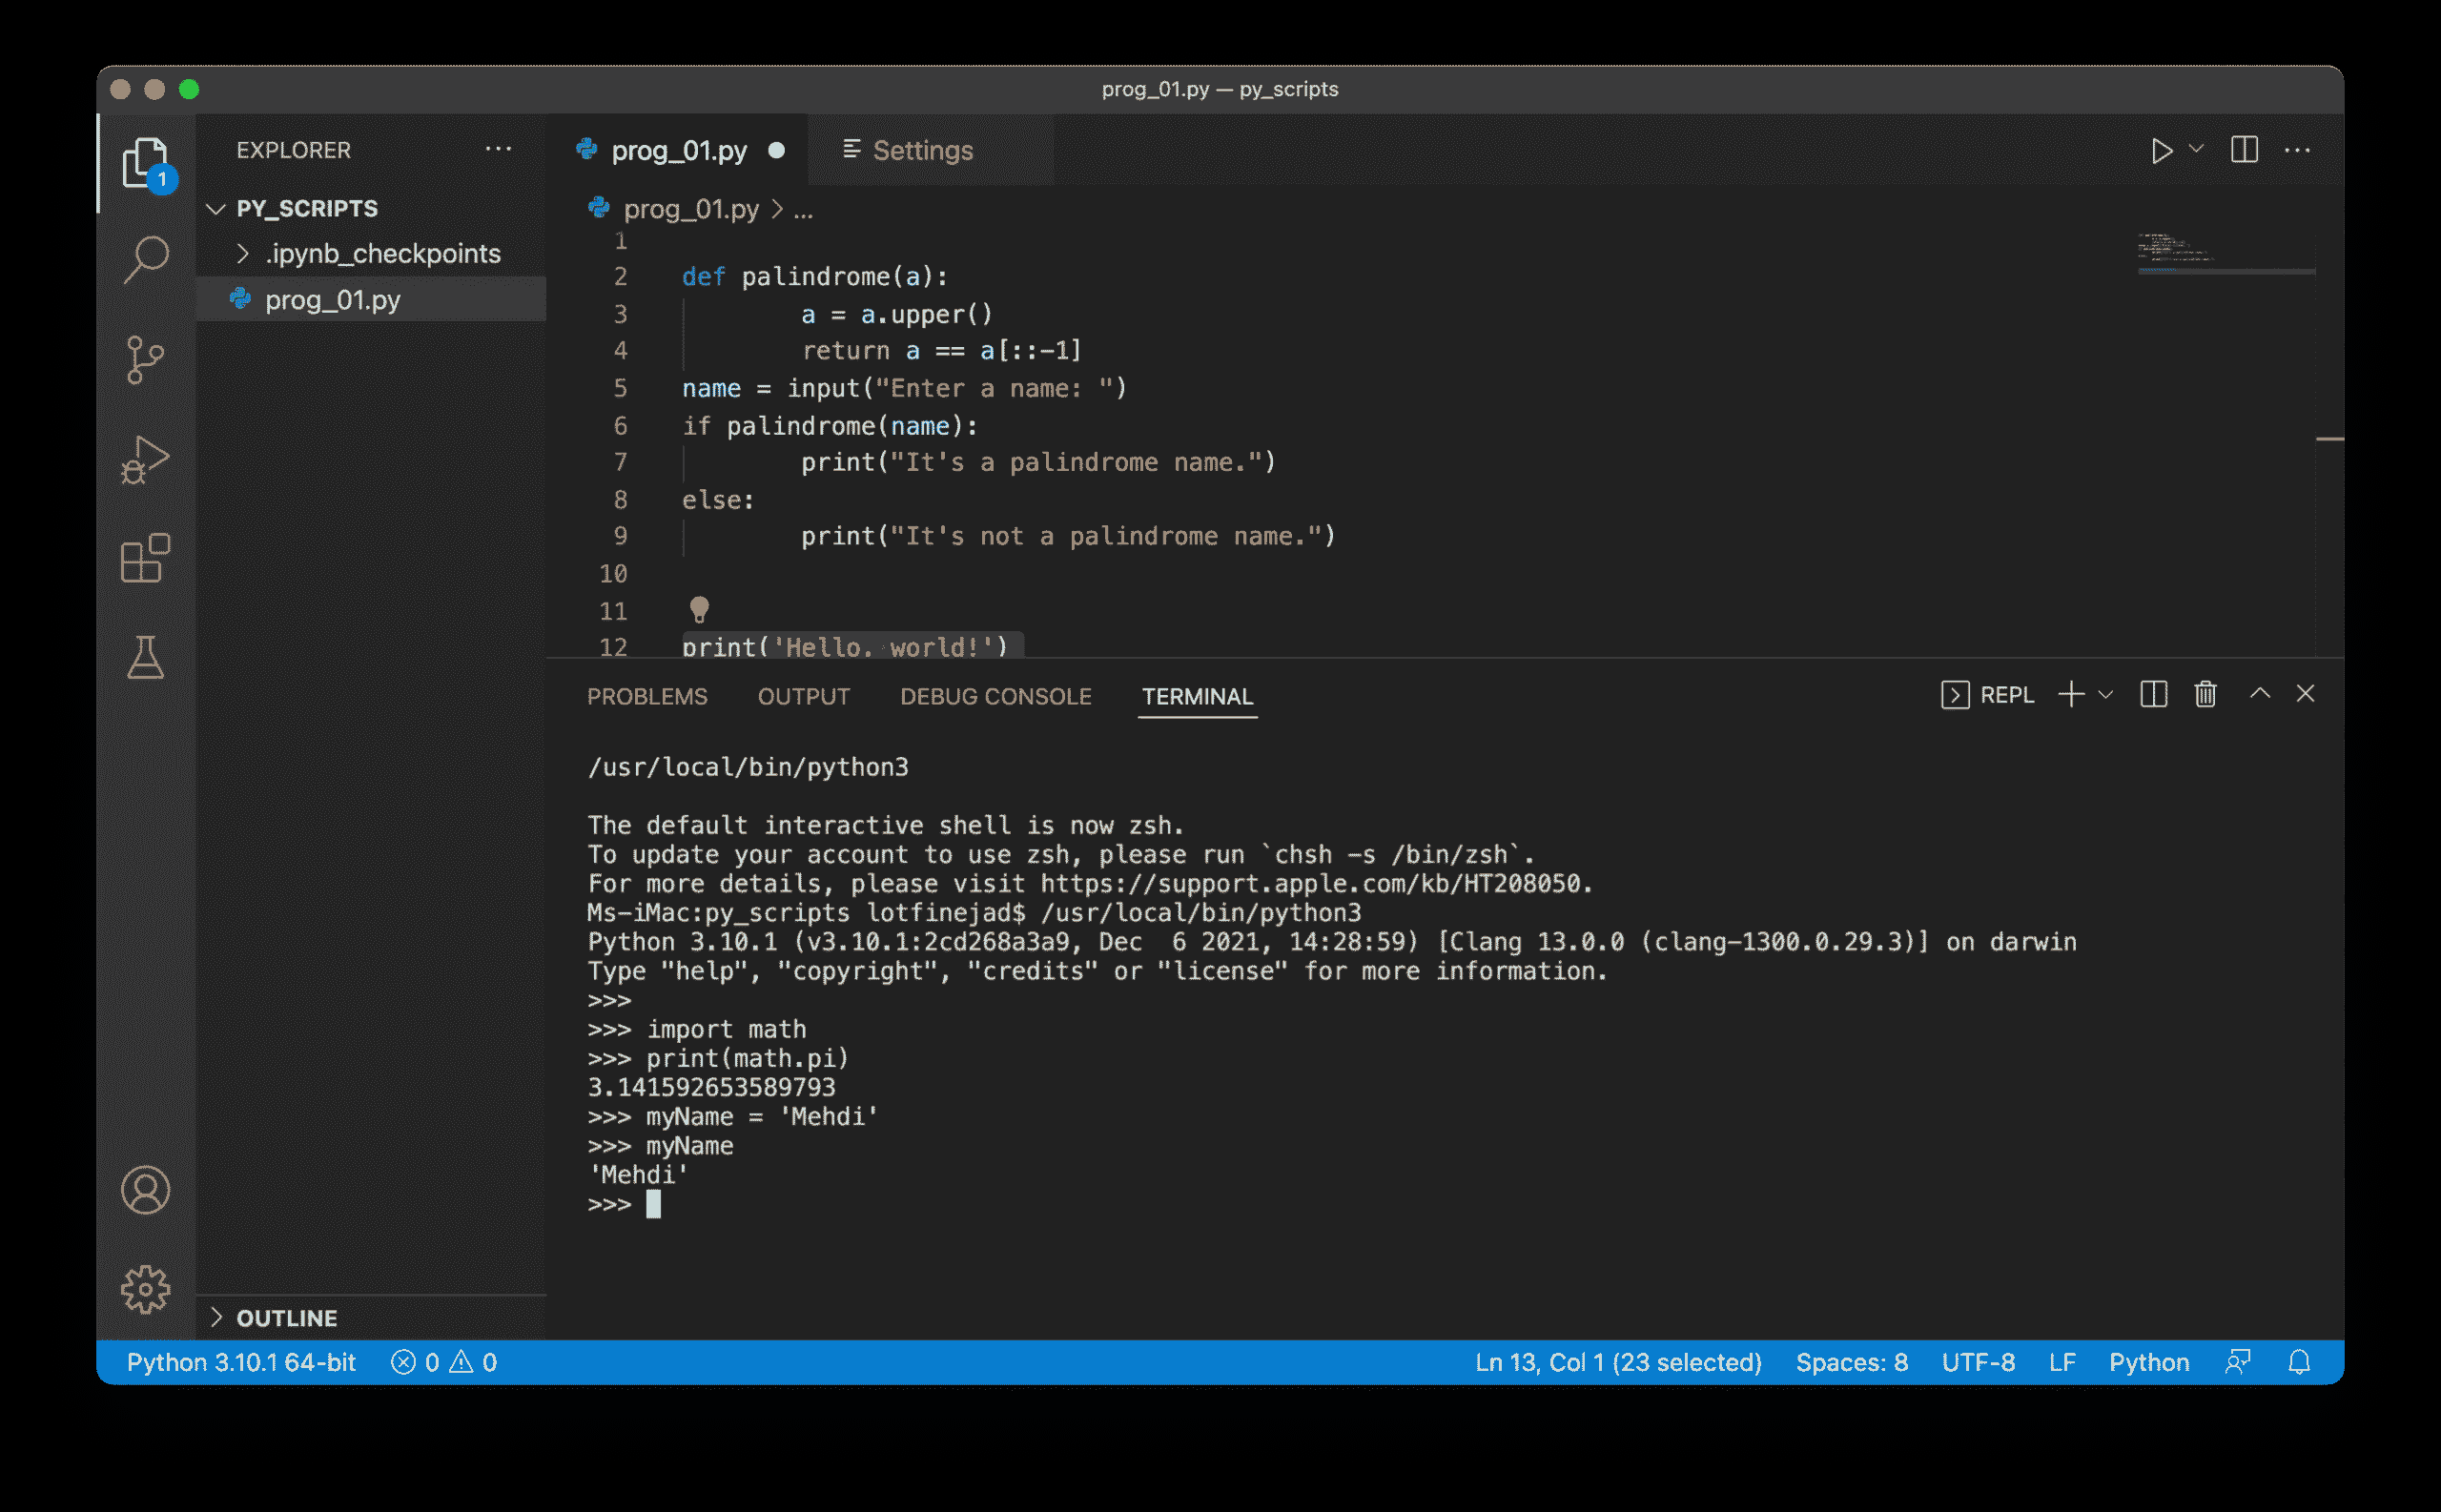 prog_01.py — py_scripts
EXPLORER
prog_01.py
Settings
1
PY_SCRIPTS
.ipynb_checkpoints
prog_01.py
prog_01.py > ...
1
2 def palindrome(a):
3 a = a.upper()
4 return a == a[::-1]
5 name = input("Enter a name: ")
6 if palindrome(name):
7 print("It's a palindrome name.")
8 else:
9 print("It's not a palindrome name.")
10
11
12 print('Hello, world!')
PROBLEMS OUTPUT DEBUG CONSOLE TERMINAL REPL
/usr/local/bin/python3
The default interactive shell is now zsh.
To update your account to use zsh, please run `chsh -s /bin/zsh`.
For more details, please visit https://support.apple.com/kb/HT208050.
Ms-iMac:py_scripts lotfinejad$ /usr/local/bin/python3
Python 3.10.1 (v3.10.1:2cd268a3a9, Dec  6 2021, 14:28:59) [Clang 13.0.0 (clang-1300.0.29.3)] on darwin
Type "help", "copyright", "credits" or "license" for more information.
>>>
>>> import math
>>> print(math.pi)
3.141592653589793
>>> myName = 'Mehdi'
>>> myName
'Mehdi'
>>>
OUTLINE
Python 3.10.1 64-bit 0 0 Ln 13, Col 1 (23 selected) Spaces: 8 UTF-8 LF Python